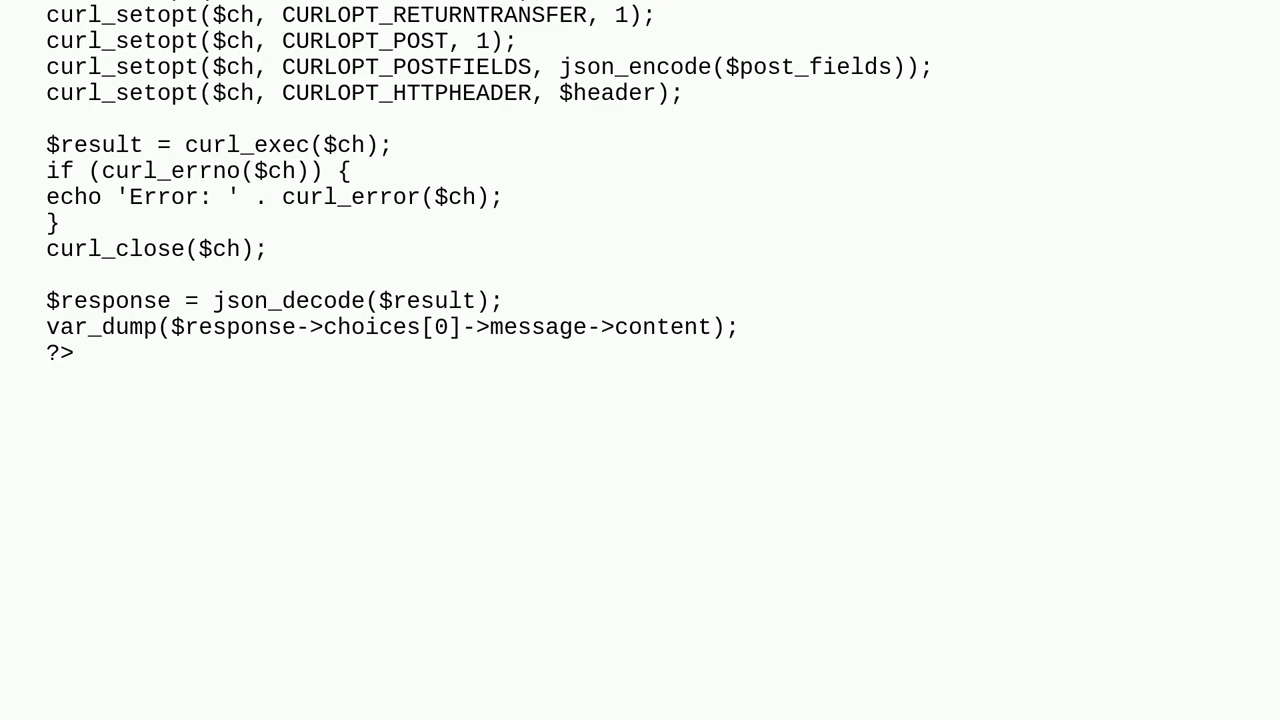 curl_setopt($ch, CURLOPT_RETURNTRANSFER, 1);
curl_setopt($ch, CURLOPT_POST, 1);
curl_setopt($ch, CURLOPT_POSTFIELDS, json_encode($post_fields));
curl_setopt($ch, CURLOPT_HTTPHEADER, $header);

$result = curl_exec($ch);
if (curl_errno($ch)) {
echo 'Error: ' . curl_error($ch);
}
curl_close($ch);

$response = json_decode($result);
var_dump($response->choices[0]->message->content);
?>